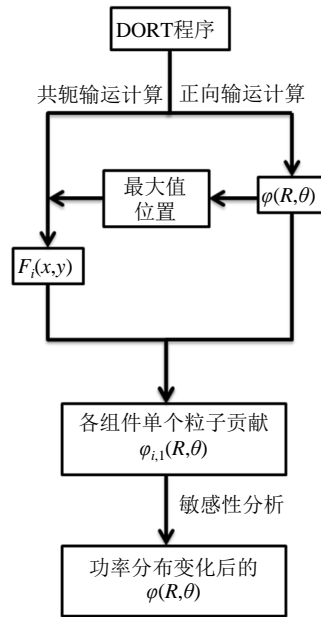 DORT程序
共轭输运计算 正向输运计算
最大值
位置
φ(R,θ)
F_i(x,y)
各组件单个粒子贡献
φ_{i,1}(R,θ)
敏感性分析
功率分布变化后的
φ(R,θ)